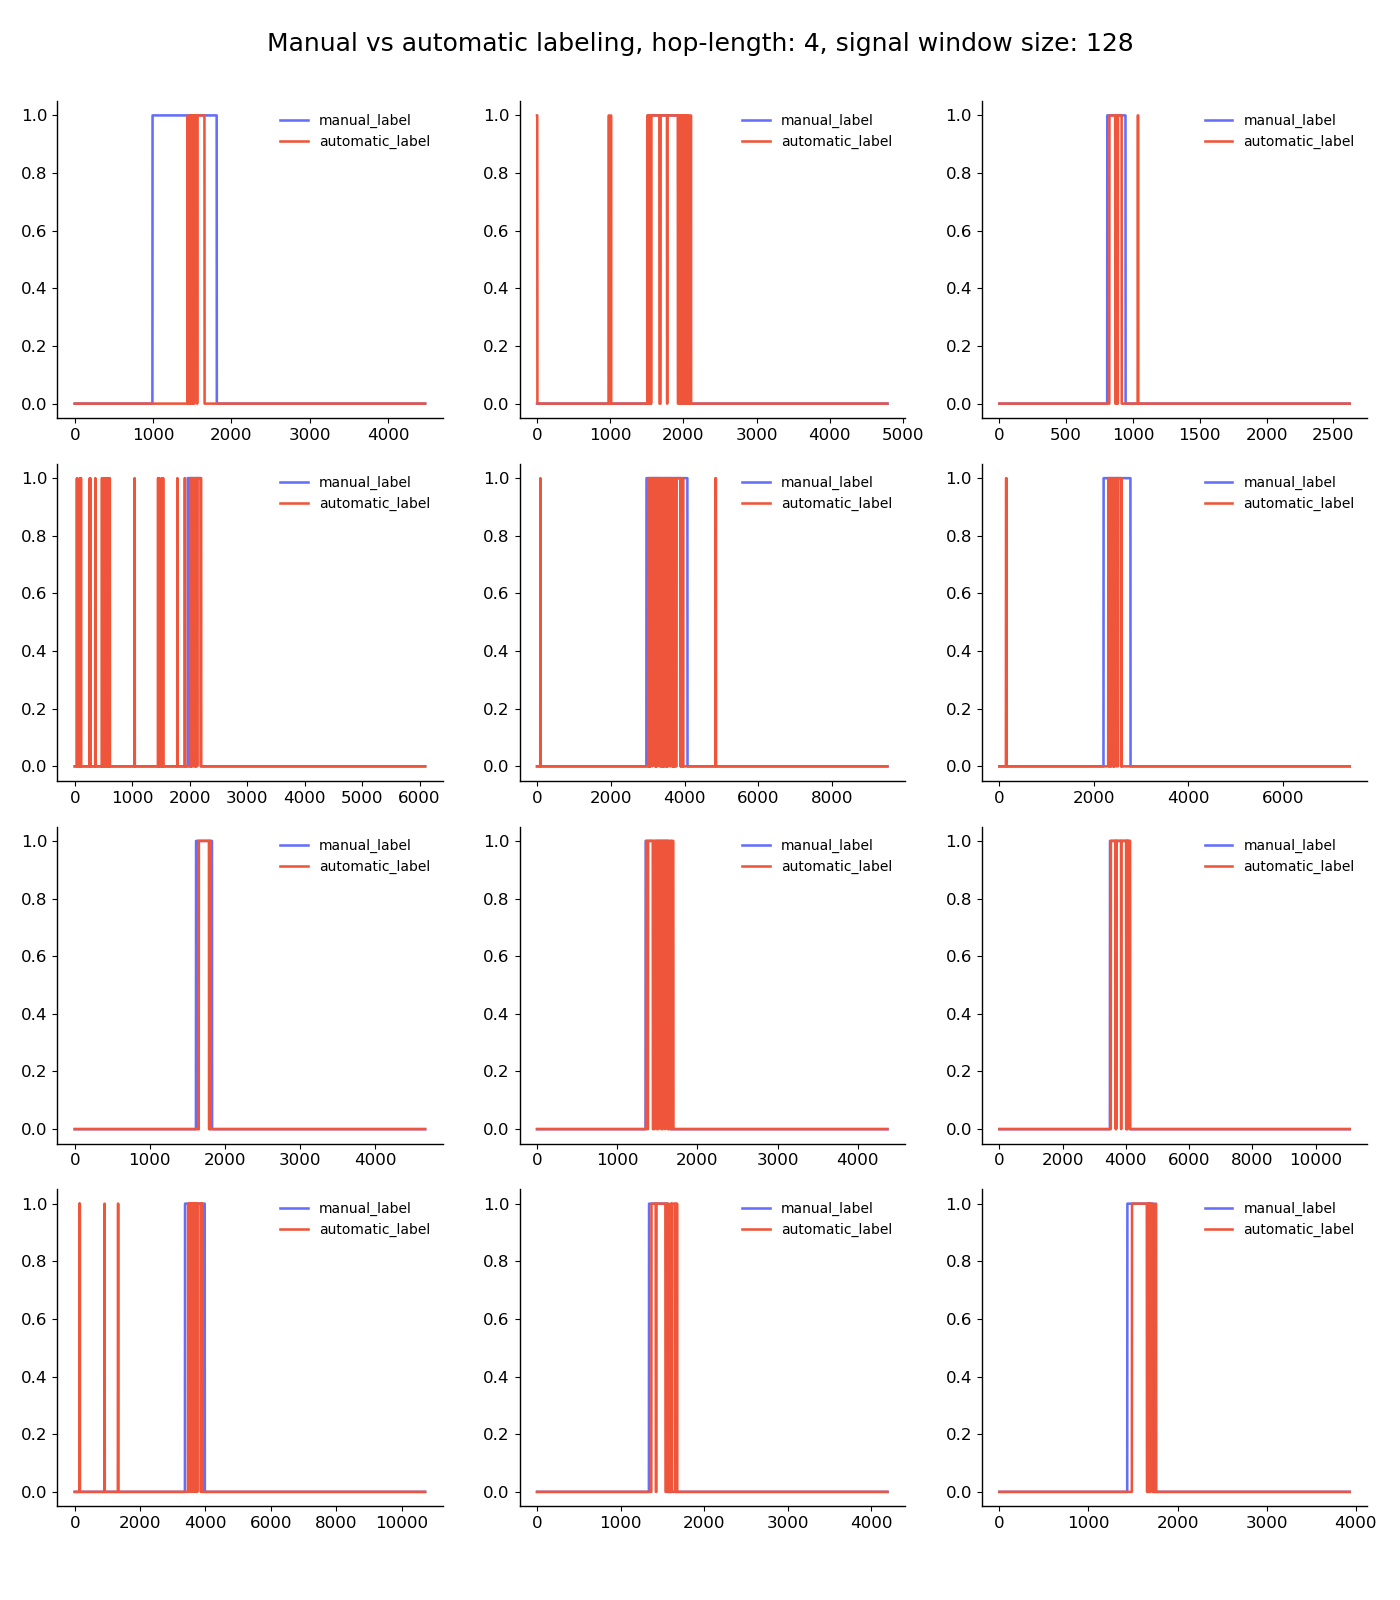 Manual vs automatic labeling, hop-length: 4, signal window size: 128
1.0 0.8 0.6 0.4 0.2 0.0
manual_label
automatic_label
0 1000 2000 3000 4000
1.0 0.8 0.6 0.4 0.2 0.0
manual_label
automatic_label
0 1000 2000 3000 4000 5000
1.0 0.8 0.6 0.4 0.2 0.0
manual_label
automatic_label
0 500 1000 1500 2000 2500
1.0 0.8 0.6 0.4 0.2 0.0
manual_label
automatic_label
0 1000 2000 3000 4000 5000 6000
1.0 0.8 0.6 0.4 0.2 0.0
manual_label
automatic_label
0 2000 4000 6000 8000
1.0 0.8 0.6 0.4 0.2 0.0
manual_label
automatic_label
0 2000 4000 6000
1.0 0.8 0.6 0.4 0.2 0.0
manual_label
automatic_label
0 1000 2000 3000 4000
1.0 0.8 0.6 0.4 0.2 0.0
manual_label
automatic_label
0 1000 2000 3000 4000
1.0 0.8 0.6 0.4 0.2 0.0
manual_label
automatic_label
0 2000 4000 6000 8000 10000
1.0 0.8 0.6 0.4 0.2 0.0
manual_label
automatic_label
0 2000 4000 6000 8000 10000
1.0 0.8 0.6 0.4 0.2 0.0
manual_label
automatic_label
0 1000 2000 3000 4000
1.0 0.8 0.6 0.4 0.2 0.0
manual_label
automatic_label
0 1000 2000 3000 4000